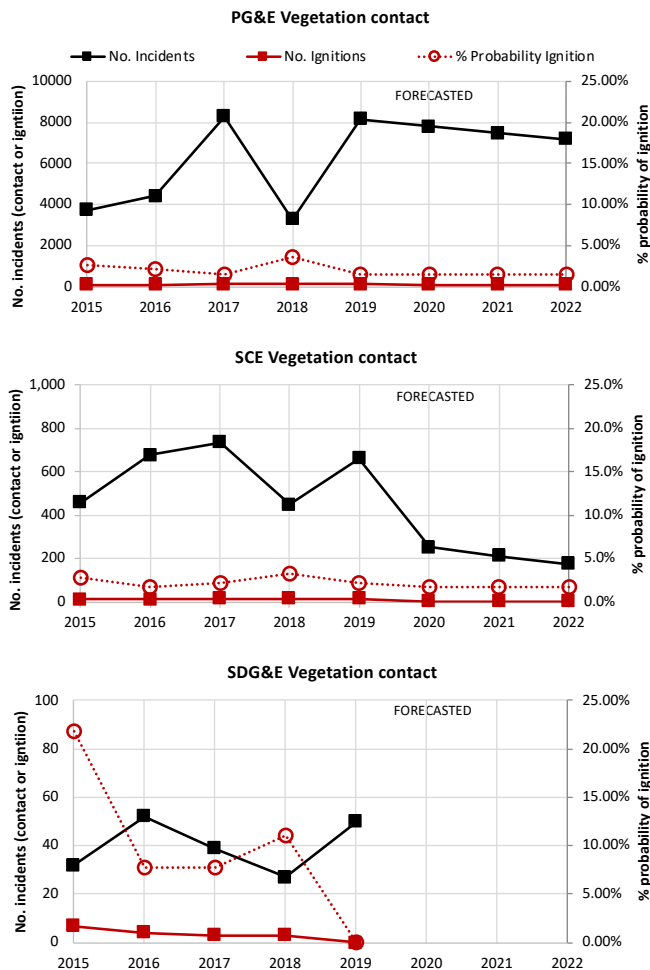 PG&E Vegetation contact
No. Incidents No. Ignitions % Probability Ignition
No. incidents (contact or igntiion)
10000
8000
6000
4000
2000
0
FORECASTED
25.00%
20.00%
15.00%
10.00%
5.00%
0.00%
% probability of ignition
2015 2016 2017 2018 2019 2020 2021 2022
SCE Vegetation contact
No. incidents (contact or igntiion)
1,000
800
600
400
200
0
FORECASTED
25.0%
20.0%
15.0%
10.0%
5.0%
0.0%
% probability of ignition
2015 2016 2017 2018 2019 2020 2021 2022
SDG&E Vegetation contact
No. incidents (contact or igntiion)
100
80
60
40
20
0
FORECASTED
25.00%
20.00%
15.00%
10.00%
5.00%
0.00%
% probability of ignition
2015 2016 2017 2018 2019 2020 2021 2022